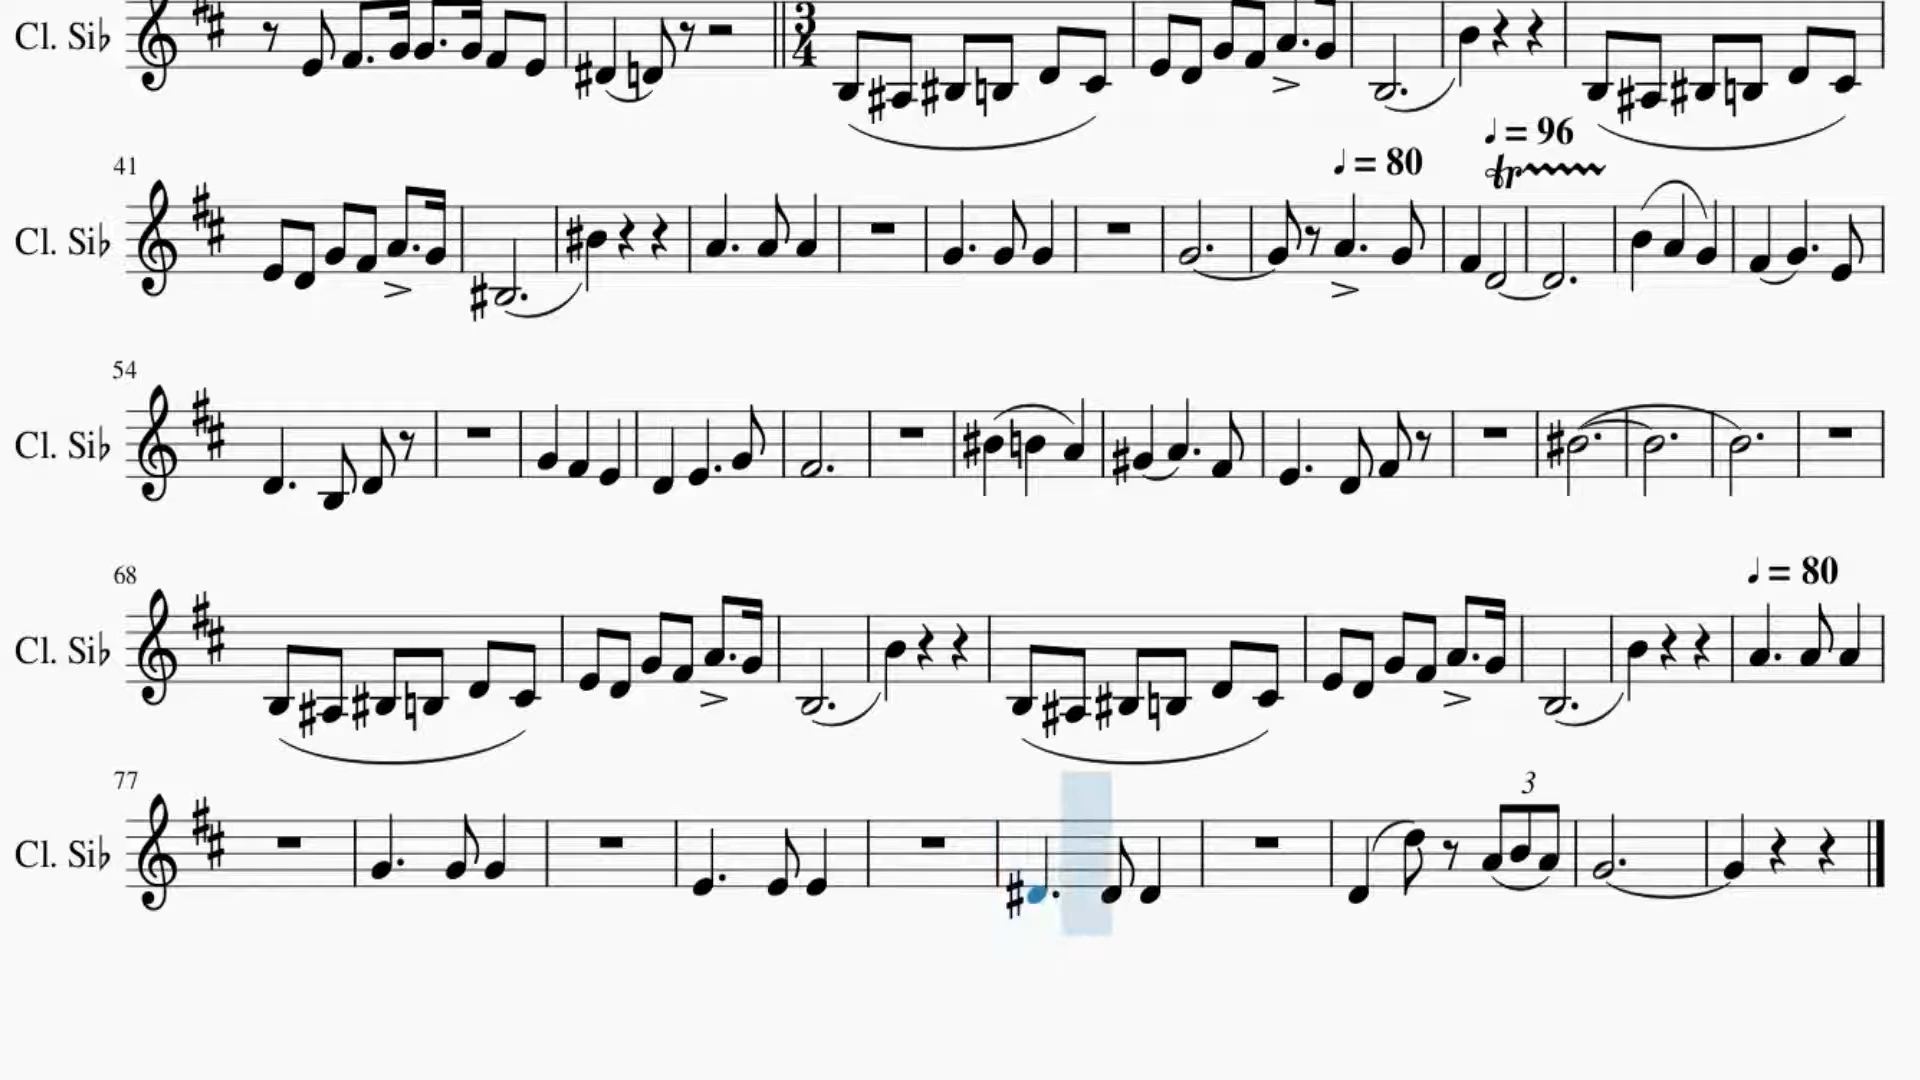 Cl. Si♭
3
4
♩ = 96
41
♩ = 80
tr
Cl. Si♭
54
Cl. Si♭
68
♩ = 80
Cl. Si♭
77
3
Cl. Si♭